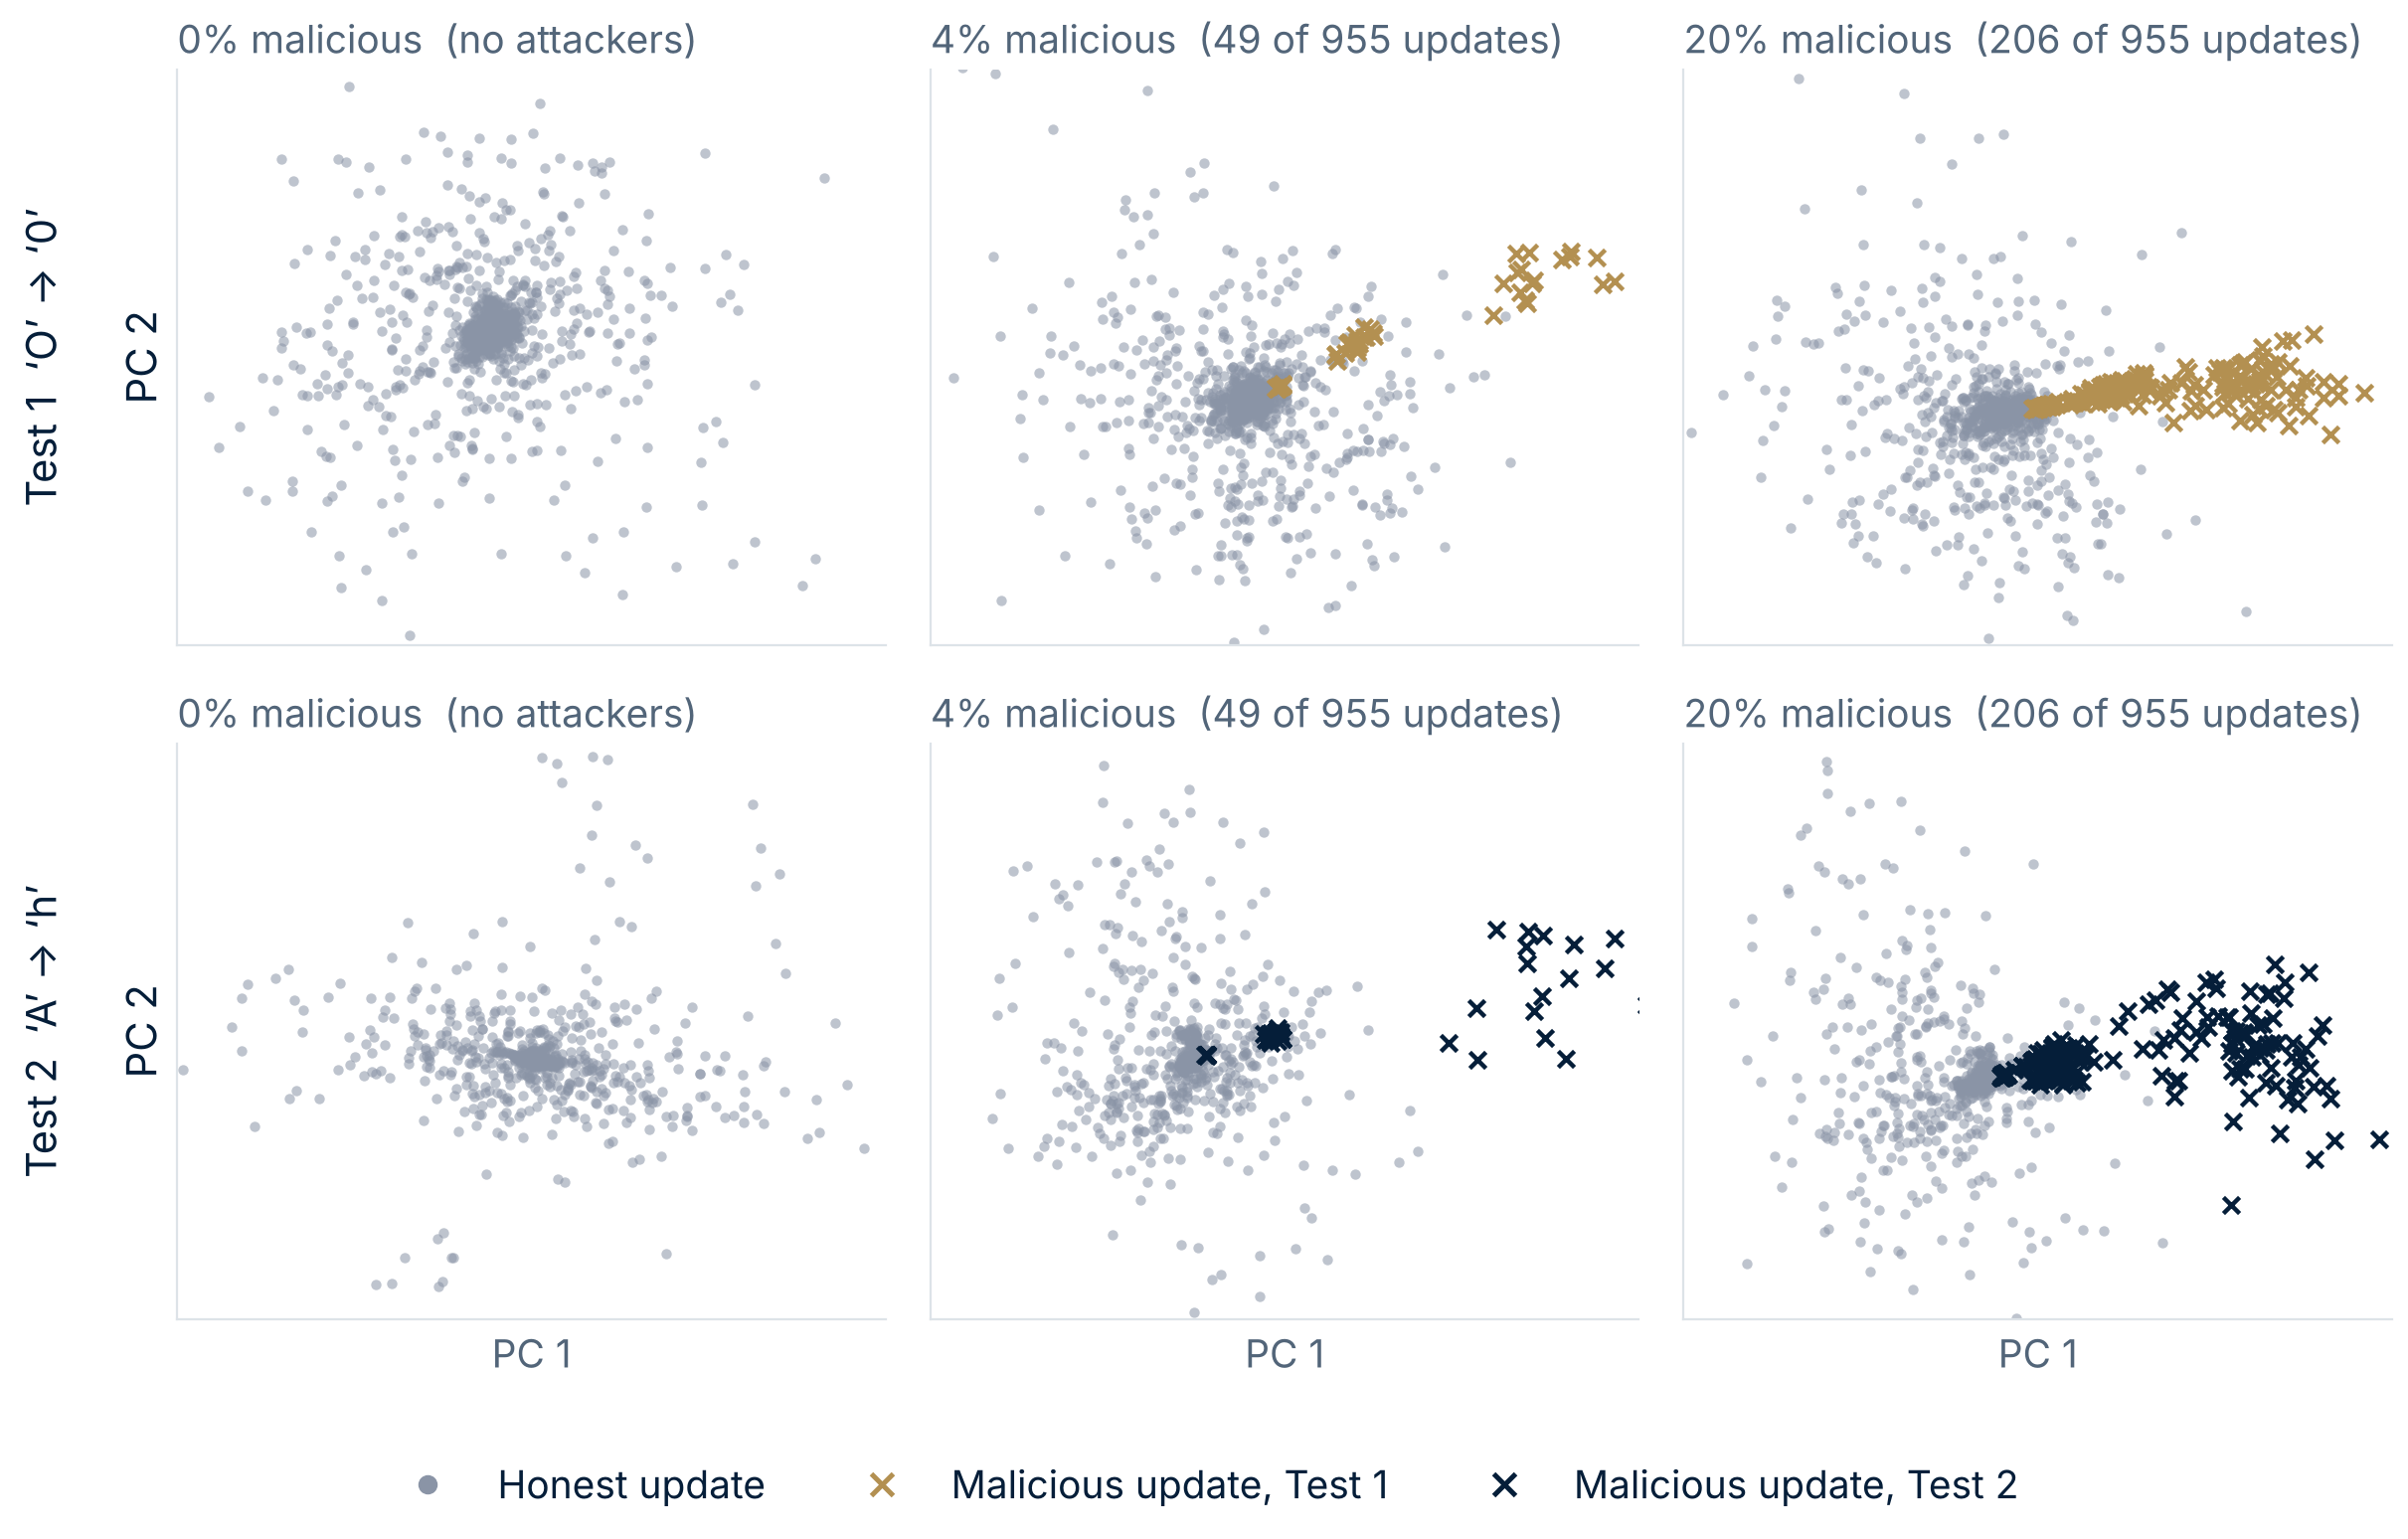 0% malicious (no attackers)
4% malicious (49 of 955 updates)
20% malicious (206 of 955 updates)
Test 1 ‘O’ → ‘0’
PC 2
0% malicious (no attackers)
4% malicious (49 of 955 updates)
20% malicious (206 of 955 updates)
Test 2 ‘A’ → ‘h’
PC 2
PC 1
PC 1
PC 1
Honest update
Malicious update, Test 1
Malicious update, Test 2